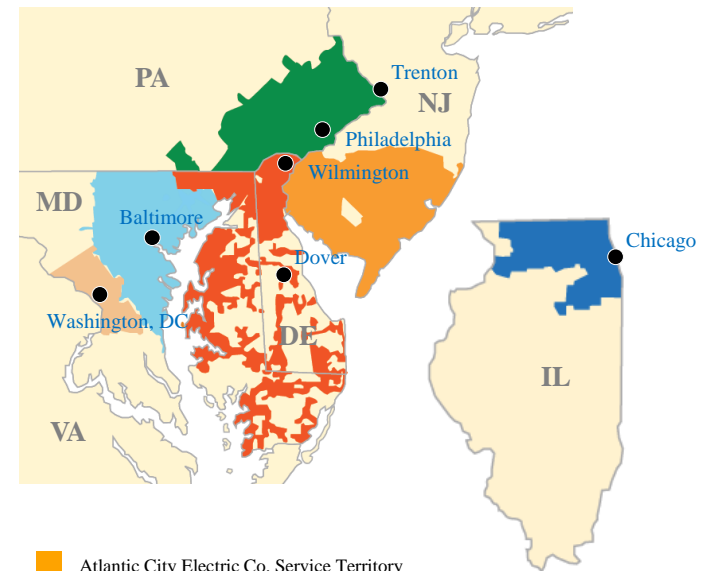 PA
Trenton
NJ
Philadelphia
Wilmington
MD
Baltimore
Chicago
Dover
Washington, DC
DE
IL
VA
Atlantic City Electric Co. Service Territory